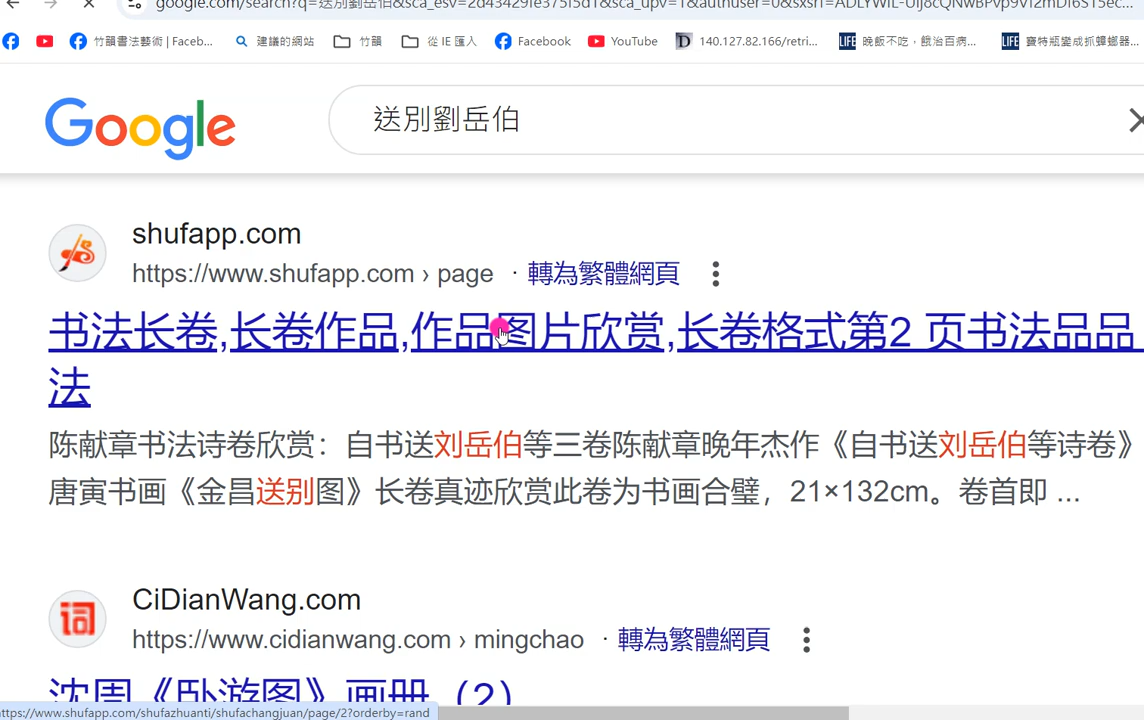 google.com/search?q=送別劉岳伯&sca_esv=2d43429fe375f5d1&sca_upv=1&authuser=0&sxsrf=ADLYWIL-
竹韻書法藝術 | Faceb...
建議的網站
竹韻
從 IE 匯入
Facebook
YouTube
140.127.82.166/retri...
LIFE 晚飯不吃，餓治百病...
LIFE 寶特瓶變成抓蟑螂器...
Google
送別劉岳伯
shufapp.com
https://www.shufapp.com › page · 轉為繁體網頁
书法长卷,长卷作品,作品图片欣赏,长卷格式第2 页书法品品
法
陈献章书法诗卷欣赏：自书送刘岳伯等三卷陈献章晚年杰作《自书送刘岳伯等诗卷》
唐寅书画《金昌送别图》长卷真迹欣赏此卷为书画合璧，21×132cm。卷首即 ...
词
CiDianWang.com
https://www.cidianwang.com › mingchao · 轉為繁體網頁
沈周《卧游图》画册（2）
https://www.shufapp.com/shufazhuanti/shufachangjuan/page/2?orderby=rand